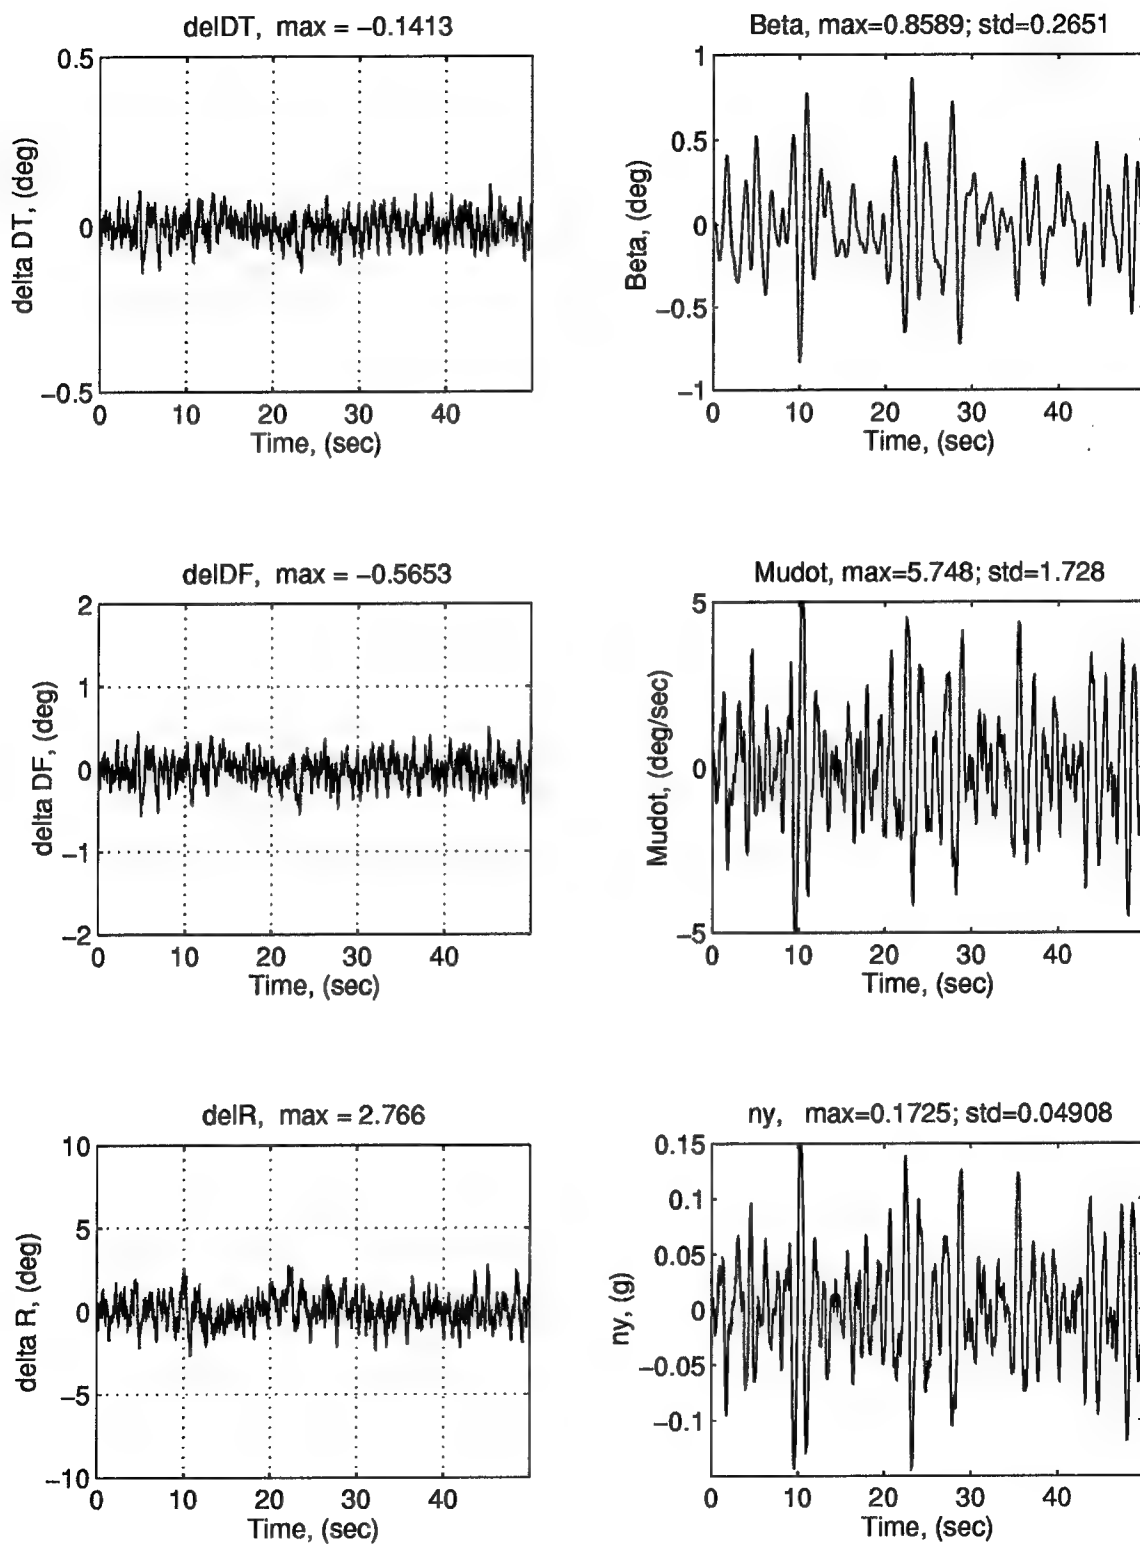 delDT, max = −0.1413
0.5
0
−0.5
delta DT, (deg)
0 10 20 30 40
Time, (sec)
Beta, max=0.8589; std=0.2651
1
0.5
0
−0.5
−1
Beta, (deg)
0 10 20 30 40
Time, (sec)
delDF, max = −0.5653
2
1
0
−1
−2
delta DF, (deg)
0 10 20 30 40
Time, (sec)
Mudot, max=5.748; std=1.728
5
0
−5
Mudot, (deg/sec)
0 10 20 30 40
Time, (sec)
delR, max = 2.766
10
5
0
−5
−10
delta R, (deg)
0 10 20 30 40
Time, (sec)
ny, max=0.1725; std=0.04908
0.15
0.1
0.05
0
−0.05
−0.1
ny, (g)
0 10 20 30 40
Time, (sec)